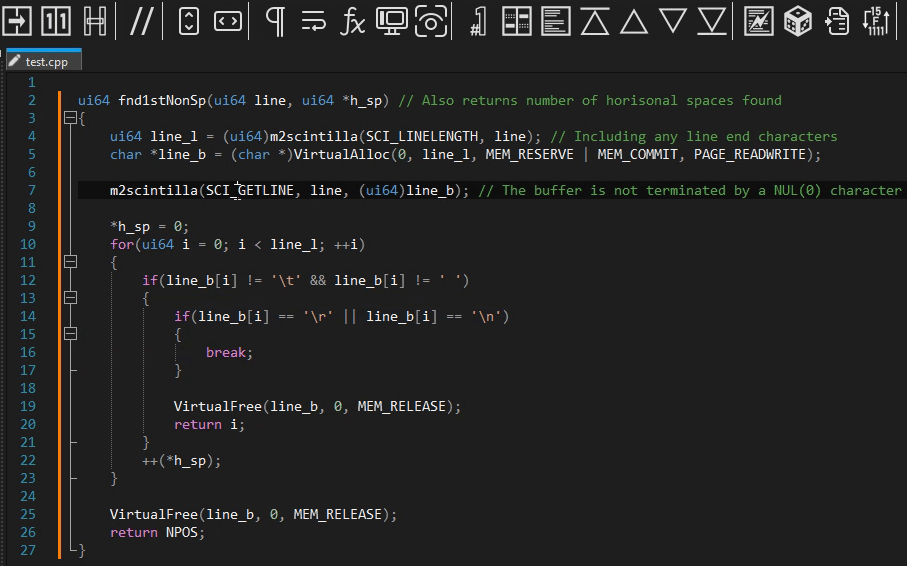 test.cpp
1
2 ui64 fnd1stNonSp(ui64 line, ui64 *h_sp) // Also returns number of horisonal spaces found
3 {
4 ui64 line_l = (ui64)m2scintilla(SCI_LINELENGTH, line); // Including any line end characters
5 char *line_b = (char *)VirtualAlloc(0, line_l, MEM_RESERVE | MEM_COMMIT, PAGE_READWRITE);
6
7 m2scintilla(SCI_GETLINE, line, (ui64)line_b); // The buffer is not terminated by a NUL(0) character
8
9 *h_sp = 0;
10 for(ui64 i = 0; i < line_l; ++i)
11 {
12 if(line_b[i] != '\t' && line_b[i] != ' ')
13 {
14 if(line_b[i] == '\r' || line_b[i] == '\n')
15 {
16 break;
17 }
18
19 VirtualFree(line_b, 0, MEM_RELEASE);
20 return i;
21 }
22 ++(*h_sp);
23 }
24
25 VirtualFree(line_b, 0, MEM_RELEASE);
26 return NPOS;
27 }